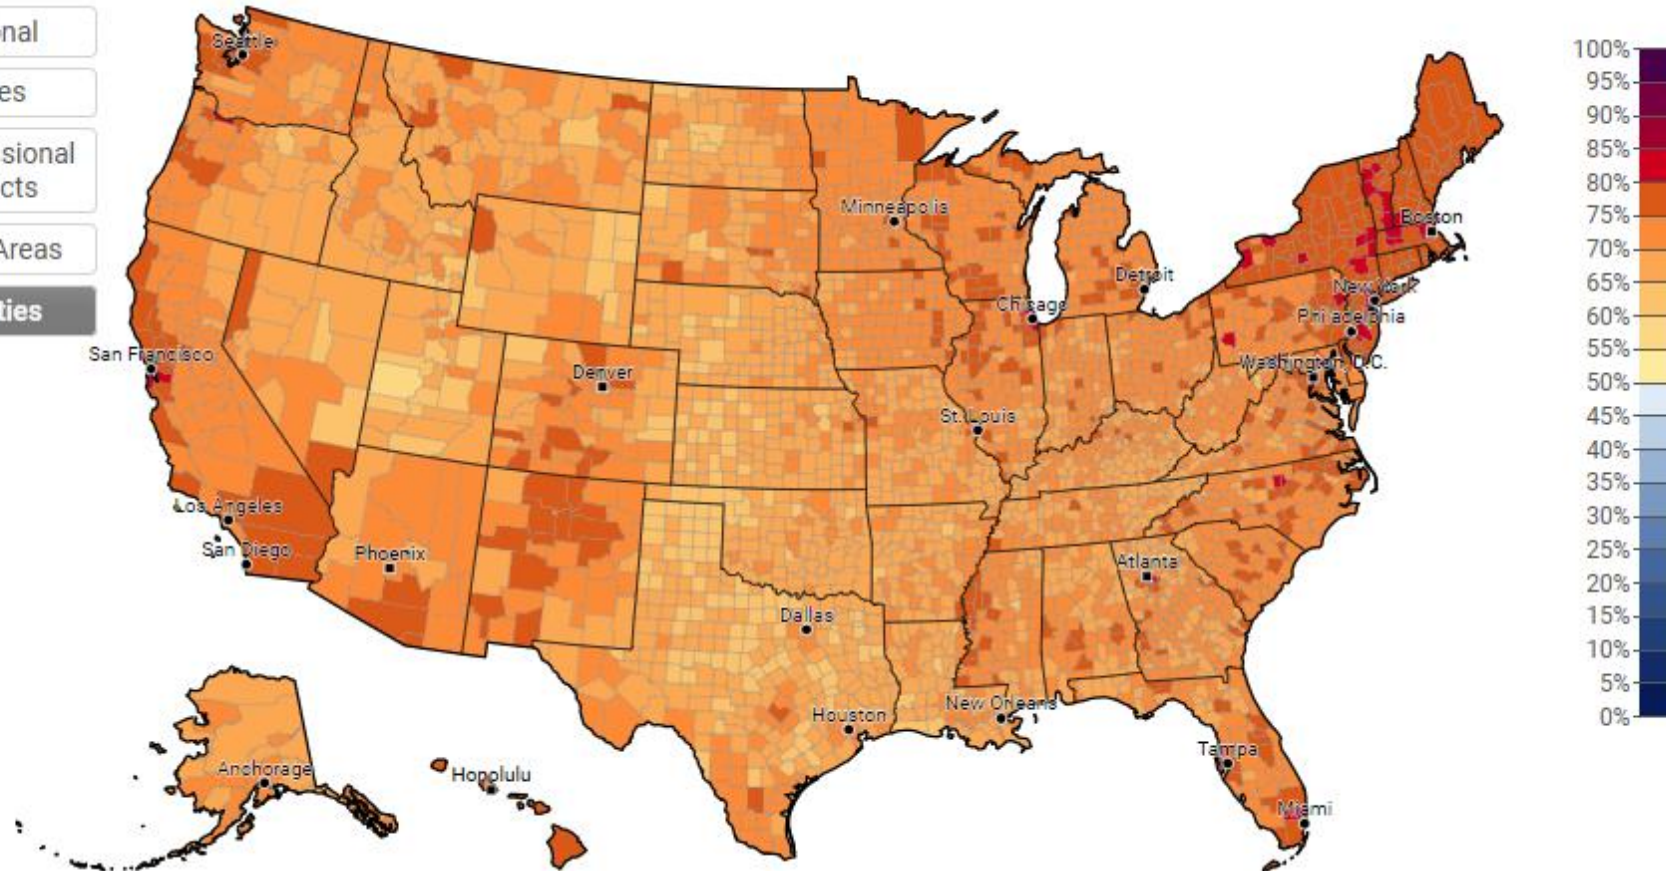 nal
es
sional
cts
Areas
ties
Seattle
Minneapolis
Boston
Detroit
New York
Chicago
Philadelphia
San Francisco
Denver
Washington, D.C.
St. Louis
Los Angeles
San Diego
Phoenix
Atlanta
Dallas
New Orleans
Houston
Tampa
Anchorage
Honolulu
Miami
100%
95%
90%
85%
80%
75%
70%
65%
60%
55%
50%
45%
40%
35%
30%
25%
20%
15%
10%
5%
0%